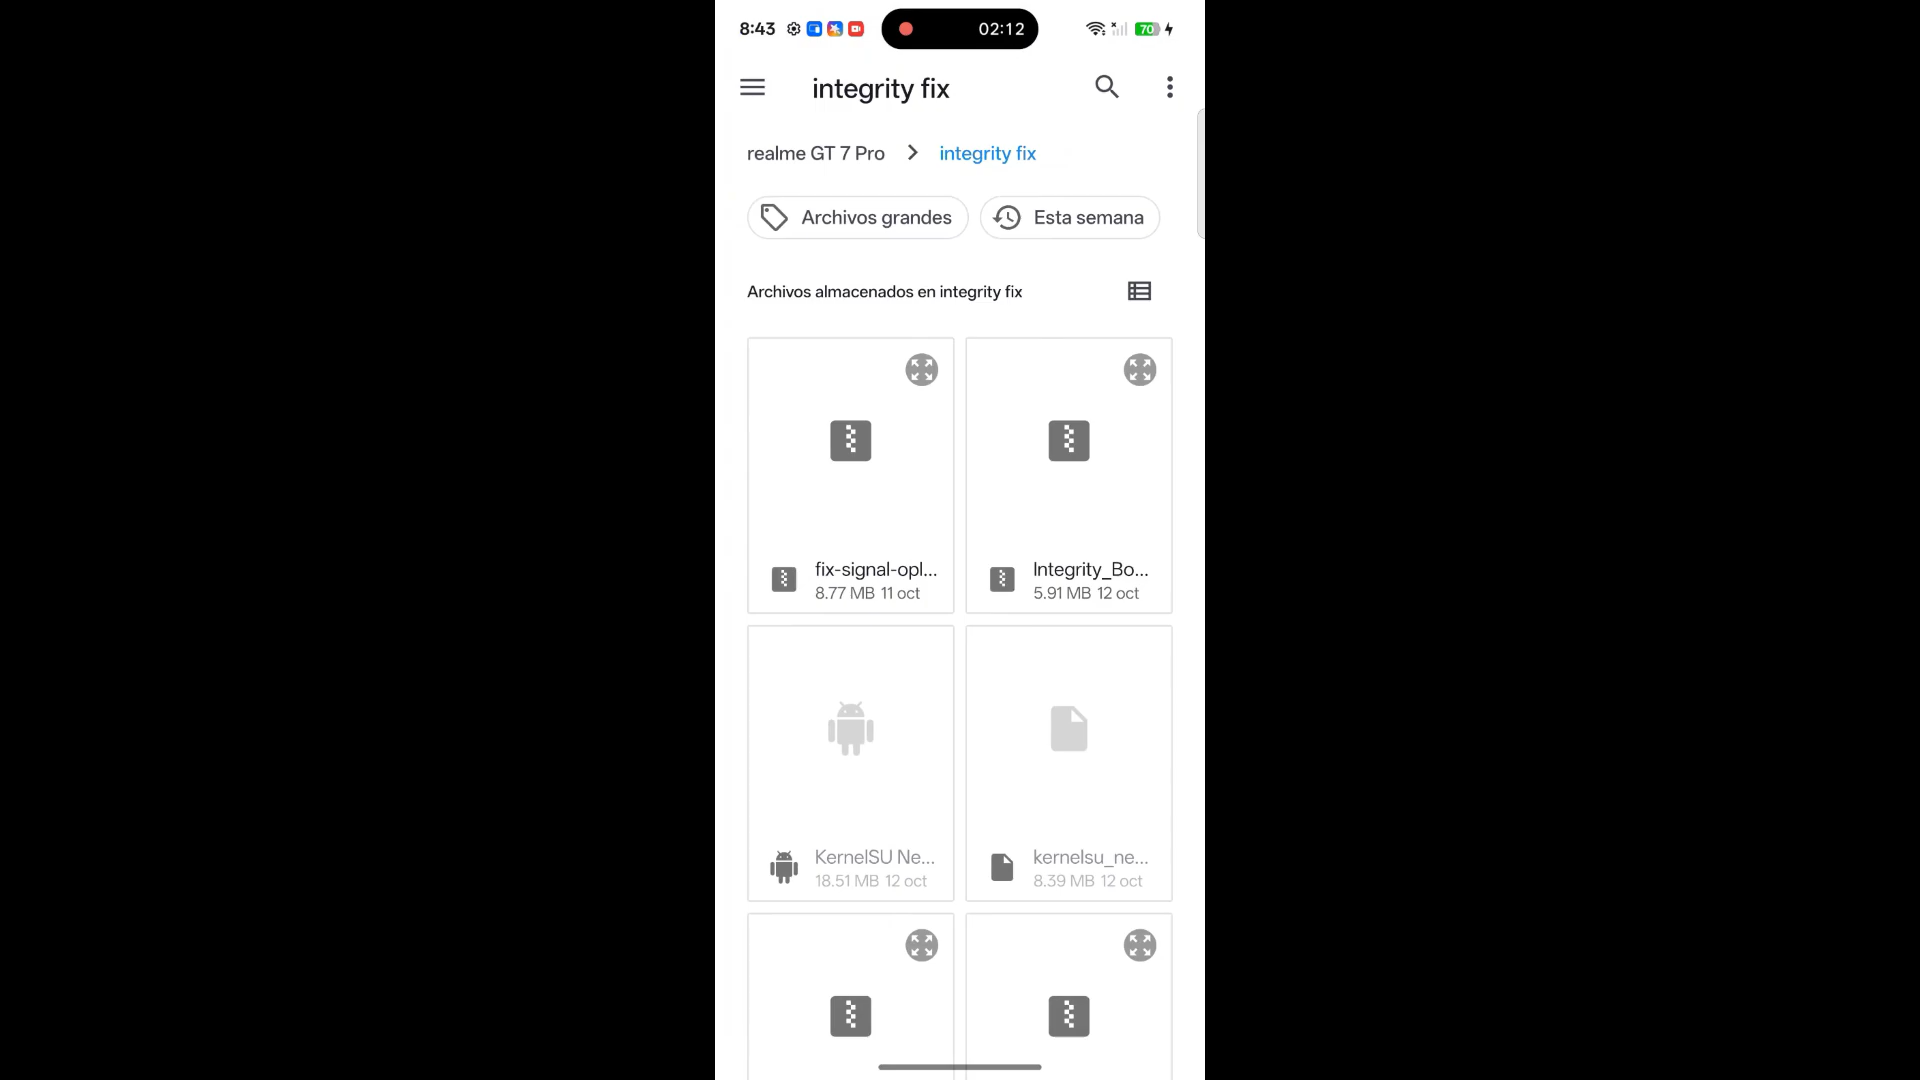 8:43
02:12
70
integrity fix
realme GT 7 Pro
integrity fix
Archivos grandes
Esta semana
Archivos almacenados en integrity fix
fix-signal-opl...
8.77 MB 11 oct
Integrity_Bo...
5.91 MB 12 oct
KernelSU Ne...
18.51 MB 12 oct
kernelsu_ne...
8.39 MB 12 oct